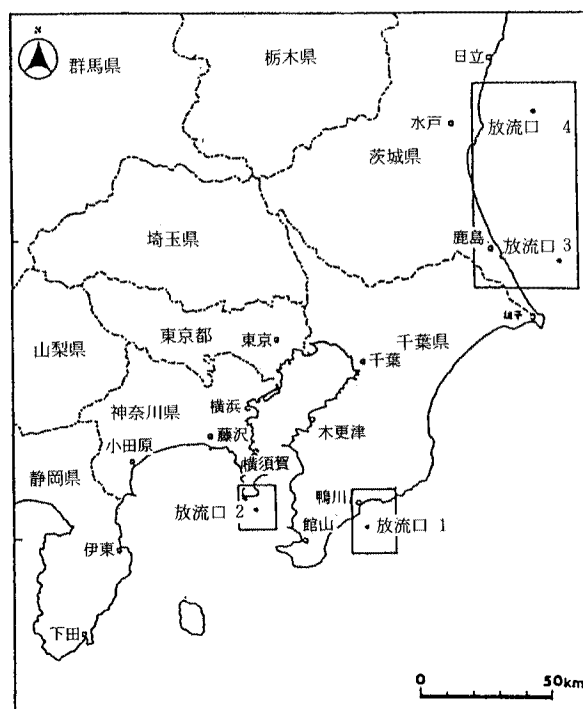 N
栃木県
日立
群馬県
水戸
放流口 4
茨城県
埼玉県
鹿島
放流口 3
銚子
東京都
東京
千葉県
山梨県
千葉
神奈川県
横浜
木更津
藤沢
小田原
横須賀
静岡県
鴨川
放流口 2
館山
放流口 1
伊東
下田
0 50km